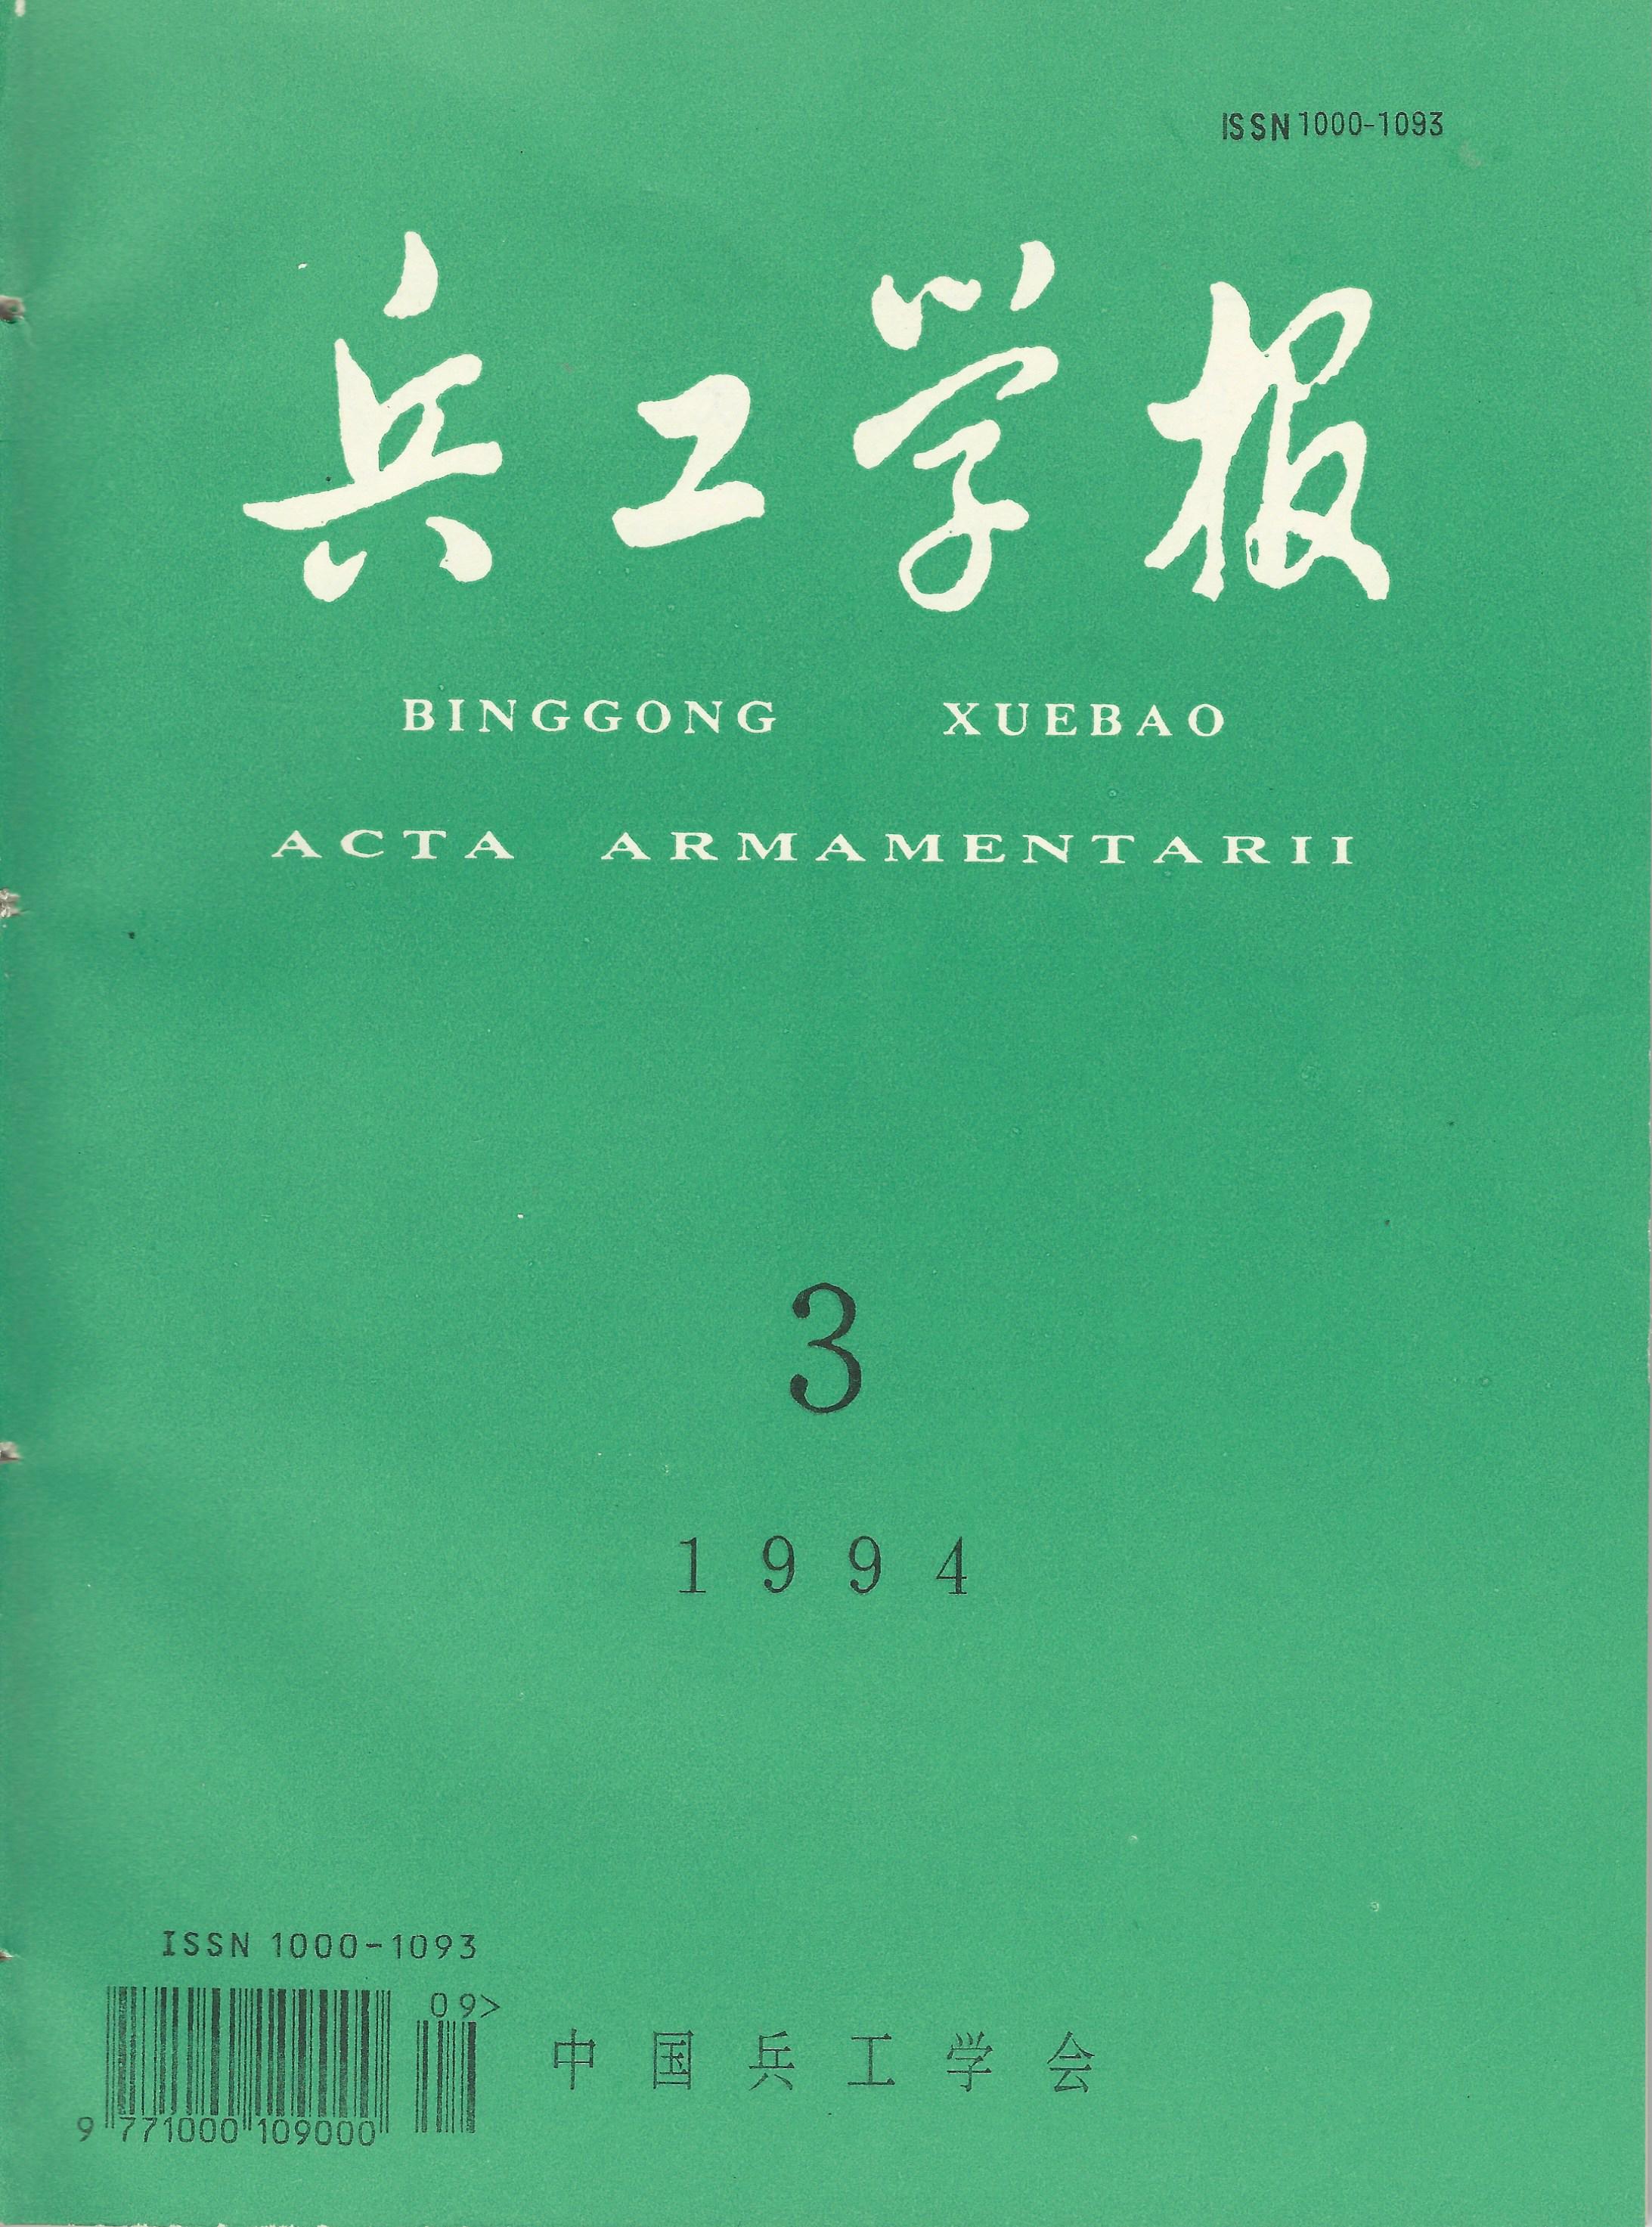 ISSN 1000-1093
兵工学报
BINGGONG XUEBAO
ACTA ARMAMENTARII
3
1994
ISSN 1000-1093
09>
9 771000 109000
中国兵工学会